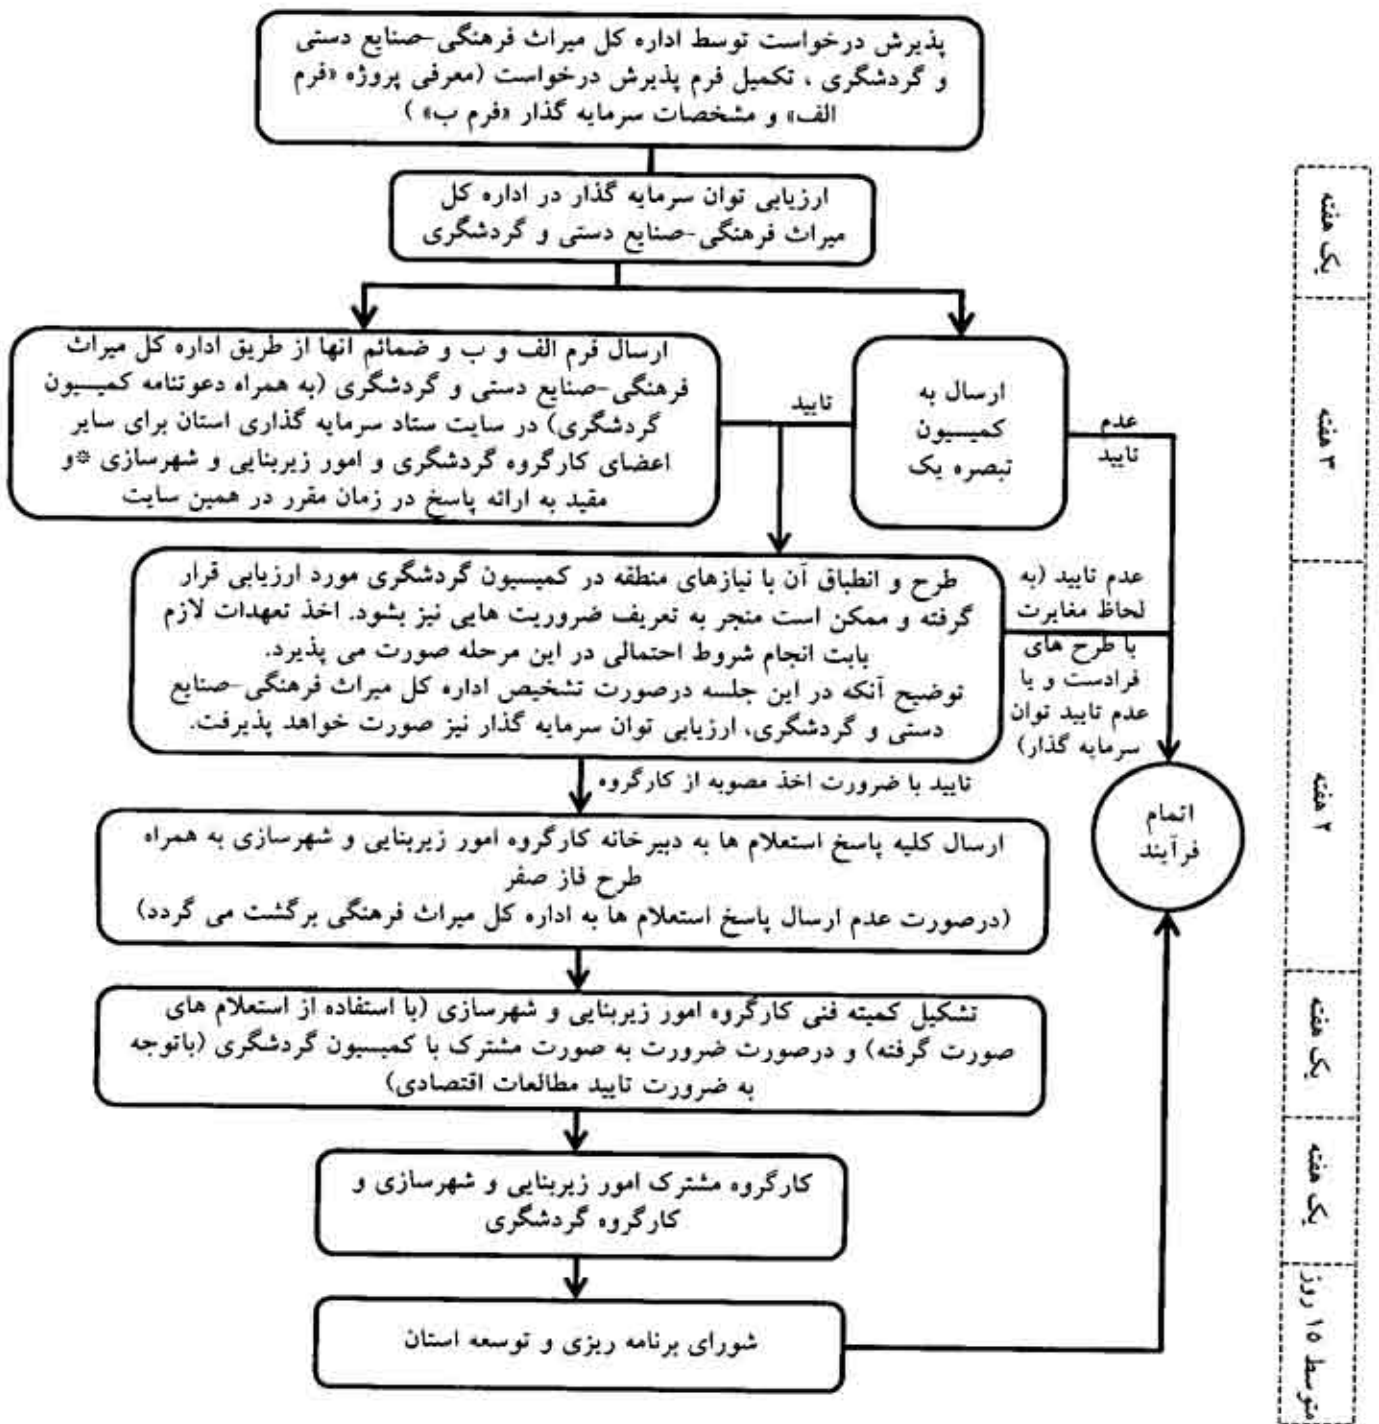 پذیرش درخواست توسط اداره کل میراث فرهنگی-صنایع دستی
و گردشگری ، تکمیل فرم پذیرش درخواست (معرفی پروژه «فرم
الف» و مشخصات سرمایه گذار «فرم ب» )
ارزیابی توان سرمایه گذار در اداره کل
میراث فرهنگی-صنایع دستی و گردشگری
ارسال به
کمیسیون
تبصره یک
عدم
تایید
تایید
ارسال فرم الف و ب و ضمائم انها از طریق اداره کل میراث
فرهنگی-صنایع دستی و گردشگری (به همراه دعوتنامه کمیسیون
گردشگری) در سایت ستاد سرمایه گذاری استان برای سایر
اعضای کارگروه گردشگری و امور زیربنایی و شهرسازی *و
مقید به ارائه پاسخ در زمان مقرر در همین سایت
طرح و انطباق آن با نیازهای منطقه در کمیسیون گردشگری مورد ارزیابی قرار
گرفته و ممکن است منجر به تعریف ضروریت هایی نیز بشود. اخذ تعهدات لازم
بابت انجام شروط احتمالی در این مرحله صورت می پذیرد.
توضیح آنکه در این جلسه درصورت تشخیص اداره کل میراث فرهنگی-صنایع
دستی و گردشگری، ارزیابی توان سرمایه گذار نیز صورت خواهد پذیرفت.
عدم تایید (به
لحاظ مغایرت
با طرح های
فرادست و یا
عدم تایید توان
سرمایه گذار)
اتمام
فرآیند
تایید با ضرورت اخذ مصوبه از کارگروه
ارسال کلیه پاسخ استعلام ها به دبیرخانه کارگروه امور زیربنایی و شهرسازی به همراه
طرح فاز صفر
(درصورت عدم ارسال پاسخ استعلام ها به اداره کل میراث فرهنگی برگشت می گردد)
تشکیل کمیته فنی کارگروه امور زیربنایی و شهرسازی (با استفاده از استعلام های
صورت گرفته) و درصورت ضرورت به صورت مشترک با کمیسیون گردشگری (باتوجه
به ضرورت تایید مطالعات اقتصادی)
کارگروه مشترک امور زیربنایی و شهرسازی و
کارگروه گردشگری
شورای برنامه ریزی و توسعه استان
یک هفته
۳ هفته
۲ هفته
یک هفته
یک هفته
متوسط ۱۵ روز